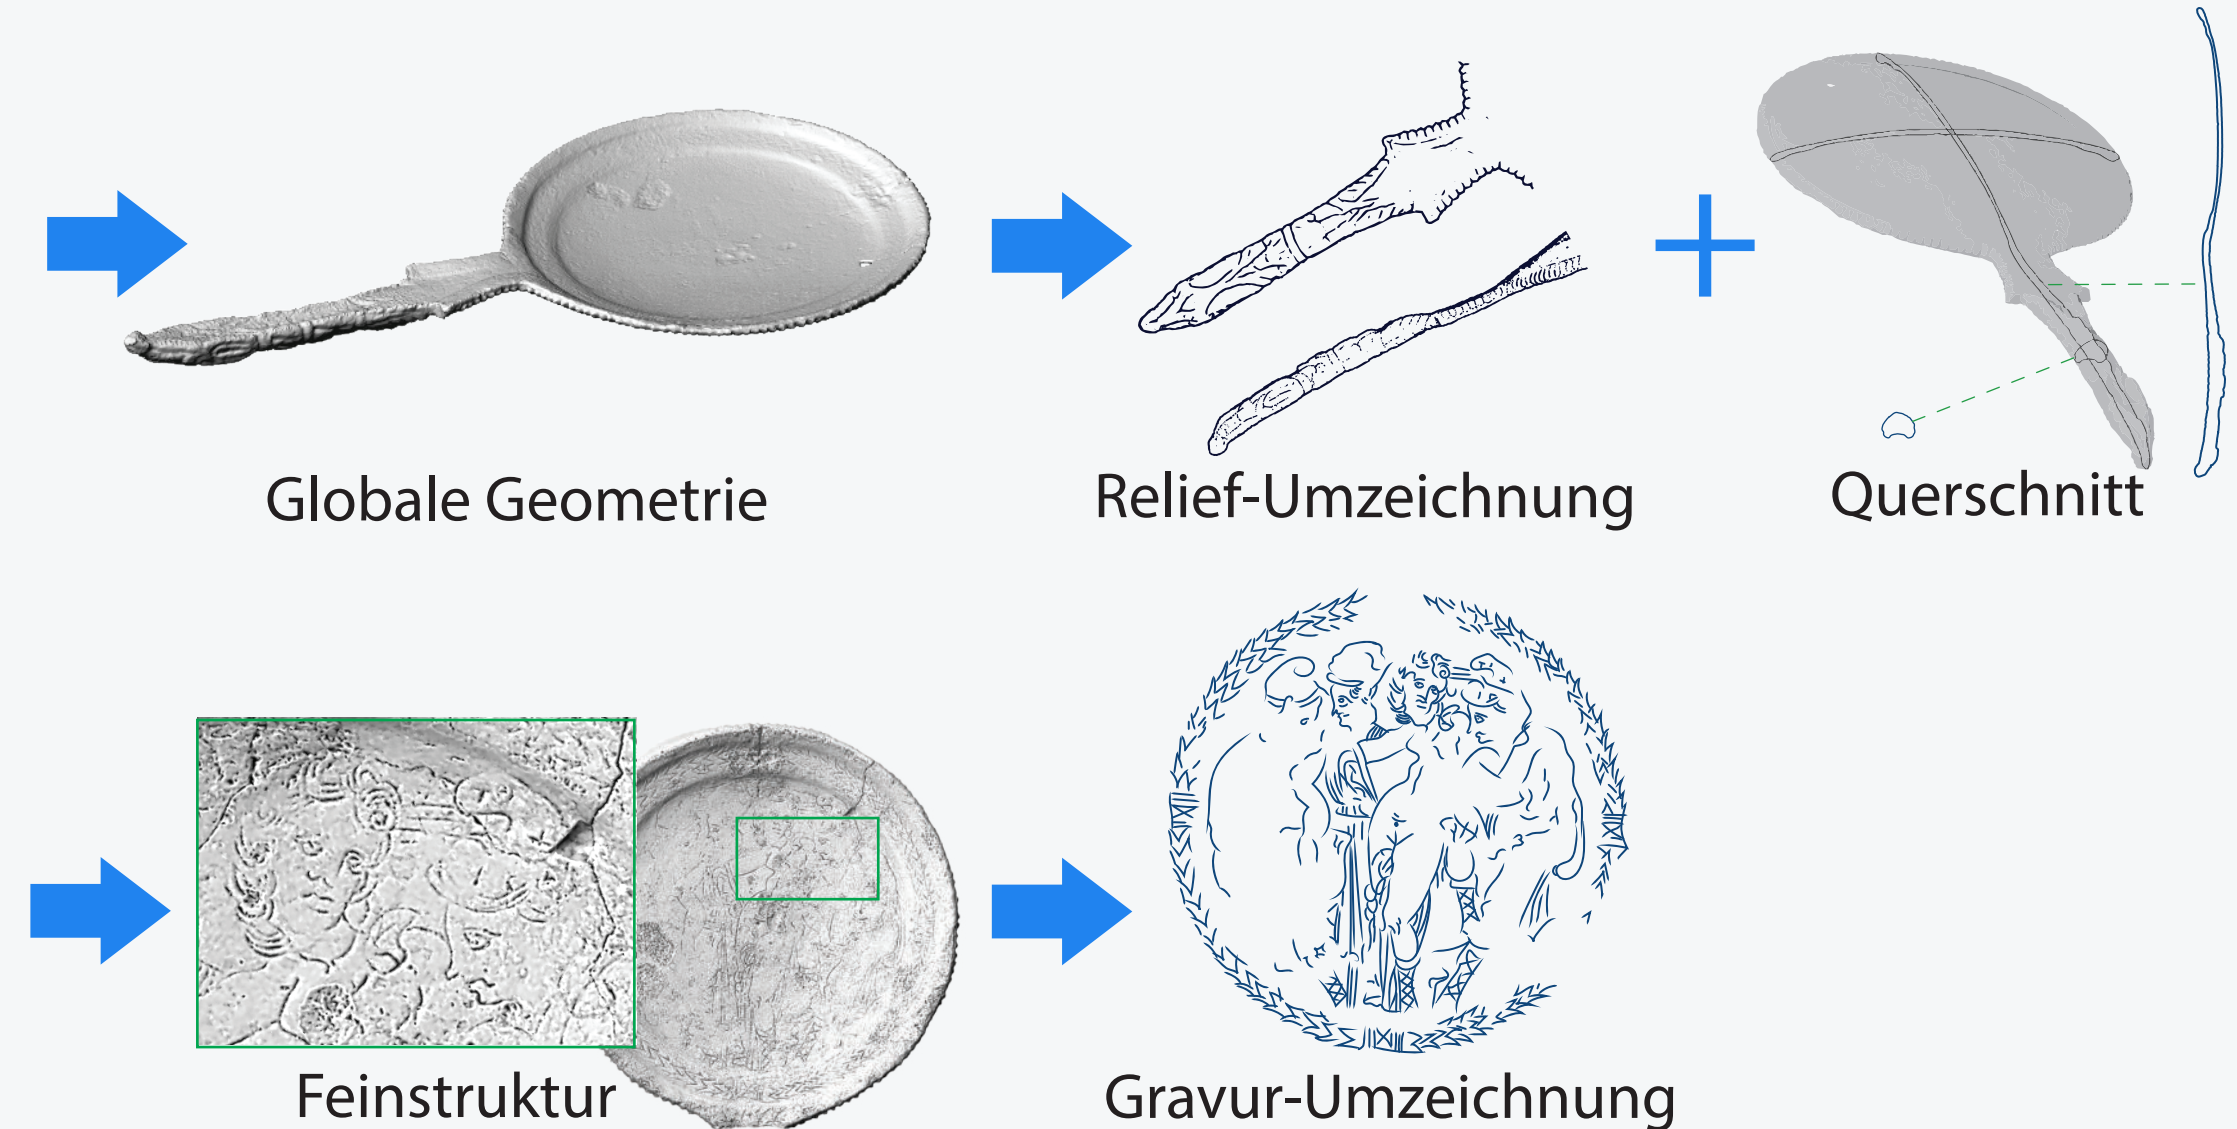 Globale Geometrie
Relief-Umzeichnung
Querschnitt
Feinstruktur
Gravur-Umzeichnung